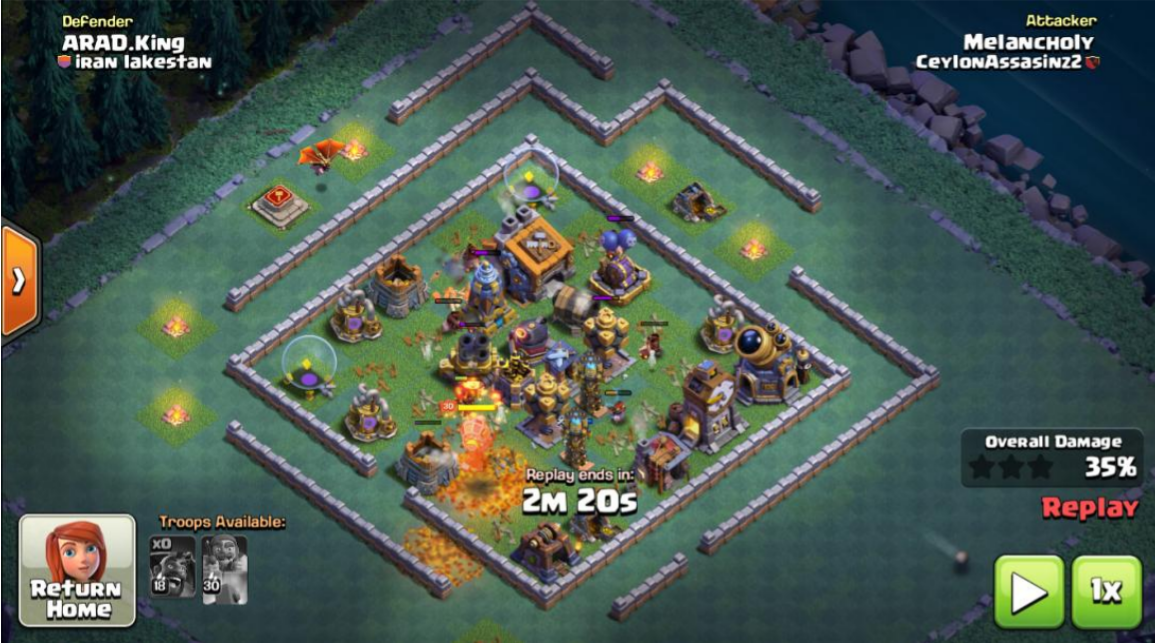 Defender
ARAD.King
iran lakestan
Attacker
Melancholy
CeylonAssasinz2
30
Replay ends in:
2m 20s
Overall Damage
35%
Replay
Troops Available:
x0
18
30
Return
Home
1x